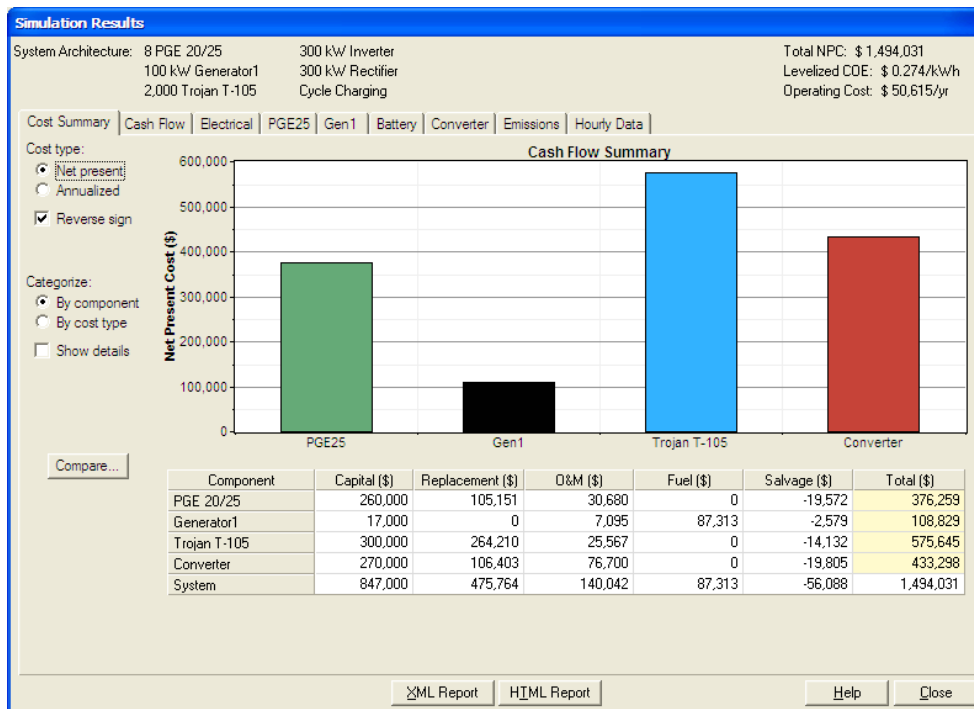 Simulation Results
System Architecture: 8 PGE 20/25 300 kW Inverter Total NPC: $ 1,494,031
100 kW Generator1 300 kW Rectifier Levelized COE: $ 0.274/kWh
2,000 Trojan T-105 Cycle Charging Operating Cost: $ 50,615/yr
Cost Summary Cash Flow Electrical PGE25 Gen1 Battery Converter Emissions Hourly Data
Cost type:
Net present
Annualized
Reverse sign
Categorize:
By component
By cost type
Show details
Compare...
Cash Flow Summary
Net Present Cost ($)
600,000
500,000
400,000
300,000
200,000
100,000
0
PGE25 Gen1 Trojan T-105 Converter
Component Capital ($) Replacement ($) O&M ($) Fuel ($) Salvage ($) Total ($)
PGE 20/25 260,000 105,151 30,680 0 -19,572 376,259
Generator1 17,000 0 7,095 87,313 -2,579 108,829
Trojan T-105 300,000 264,210 25,567 0 -14,132 575,645
Converter 270,000 106,403 76,700 0 -19,805 433,298
System 847,000 475,764 140,042 87,313 -56,088 1,494,031
XML Report HTML Report Help Close